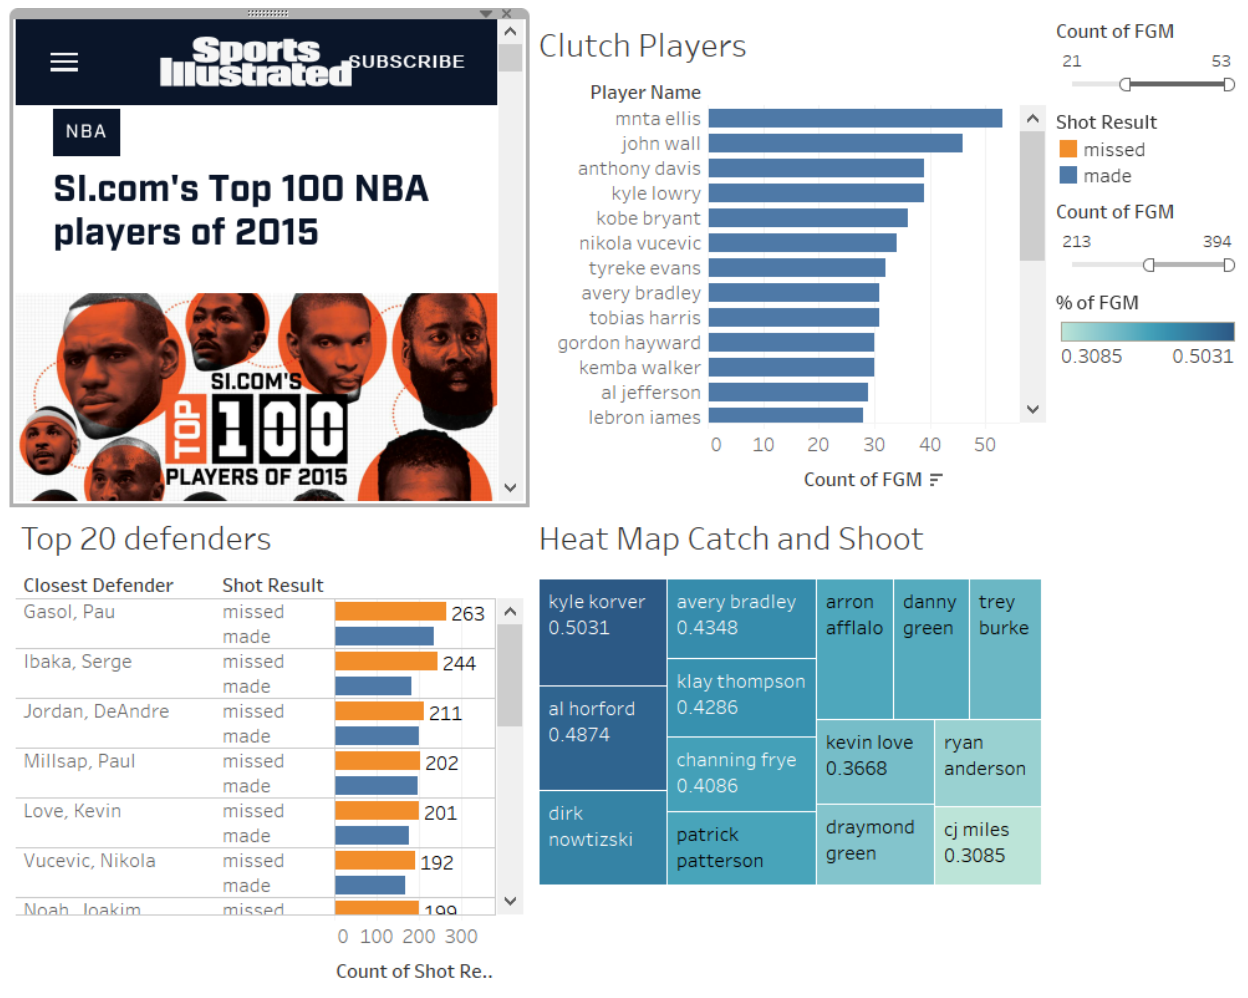 Sports
Illustrated
SUBSCRIBE
NBA
SI.com's Top 100 NBA
players of 2015
SI.COM'S
TOP 100
PLAYERS OF 2015
Clutch Players
Player Name
mnta ellis
john wall
anthony davis
kyle lowry
kobe bryant
nikola vucevic
tyreke evans
avery bradley
tobias harris
gordon hayward
kemba walker
al jefferson
lebron james
0 10 20 30 40 50
Count of FGM
Count of FGM
21 53
Shot Result
missed
made
Count of FGM
213 394
% of FGM
0.3085 0.5031
Top 20 defenders
Closest Defender Shot Result
Gasol, Pau missed 263
made
Ibaka, Serge missed 244
made
Jordan, DeAndre missed 211
made
Millsap, Paul missed 202
made
Love, Kevin missed 201
made
Vucevic, Nikola missed 192
made
Noah, Joakim missed 199
0 100 200 300
Count of Shot Re..
Heat Map Catch and Shoot
kyle korver
0.5031
al horford
0.4874
dirk
nowtizski
avery bradley
0.4348
klay thompson
0.4286
channing frye
0.4086
patrick
patterson
arron
afflalo
danny
green
trey
burke
kevin love
0.3668
ryan
anderson
draymond
green
cj miles
0.3085